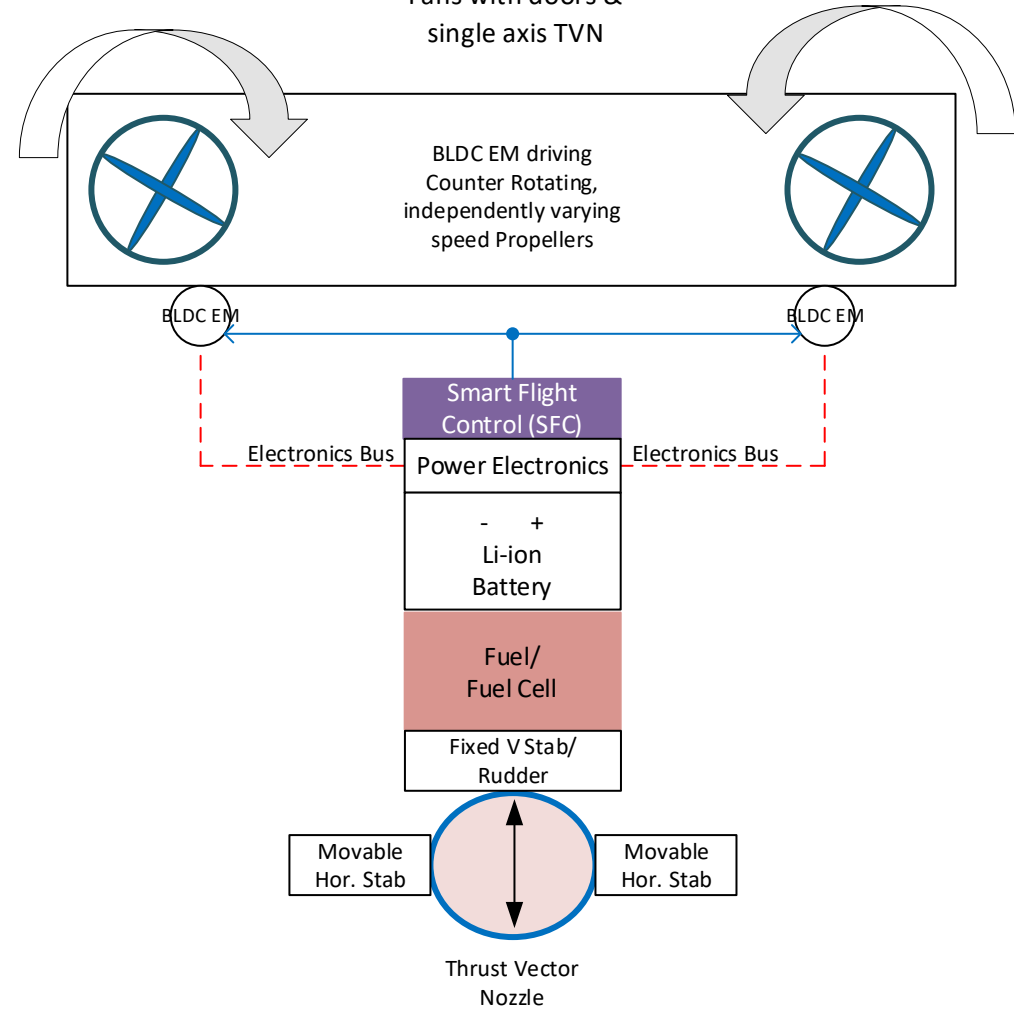 single axis TVN
BLDC EM driving
Counter Rotating,
independently varying
speed Propellers
BLDC EM
BLDC EM
Smart Flight
Control (SFC)
Electronics Bus
Power Electronics
Electronics Bus
- +
Li-ion
Battery
Fuel/
Fuel Cell
Fixed V Stab/
Rudder
Movable
Hor. Stab
Movable
Hor. Stab
Thrust Vector
Nozzle